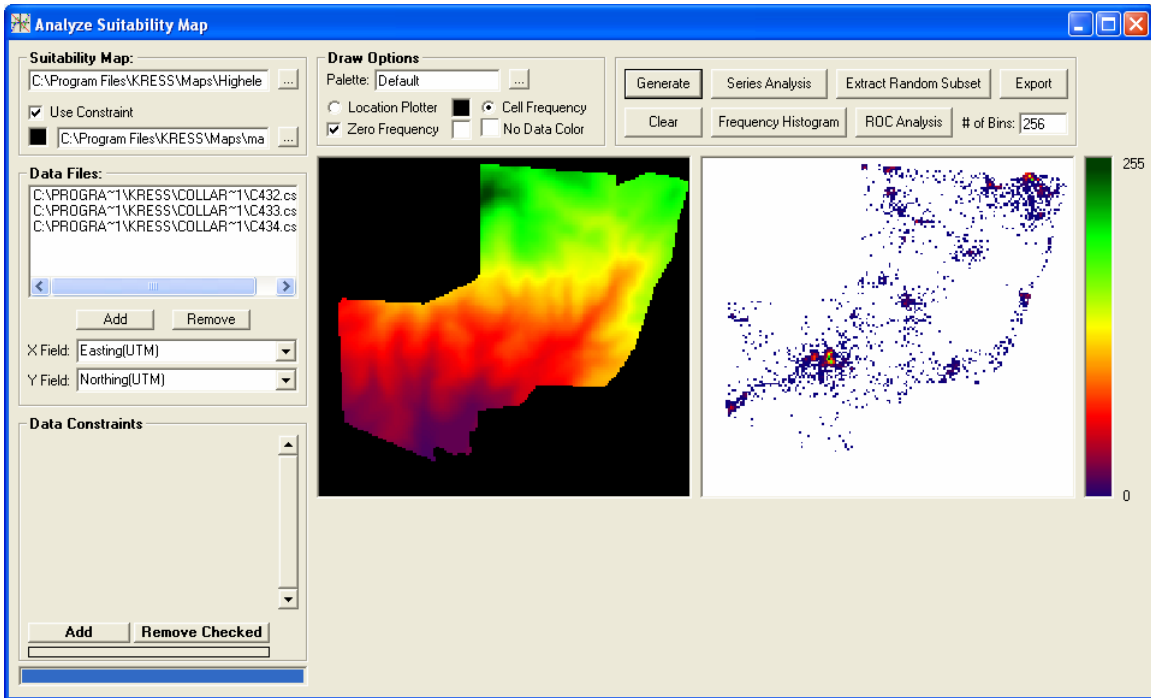 Analyze Suitability Map
Suitability Map:
C:\Program Files\KRESS\Maps\Highele
...
Use Constraint
C:\Program Files\KRESS\Maps\ma
...
Draw Options
Palette: Default
...
Location Plotter
Cell Frequency
Zero Frequency
No Data Color
Generate
Series Analysis
Extract Random Subset
Export
Clear
Frequency Histogram
ROC Analysis
# of Bins: 256
Data Files:
C:\PROGRA~1\KRESS\COLLAR~1\C432.cs
C:\PROGRA~1\KRESS\COLLAR~1\C433.cs
C:\PROGRA~1\KRESS\COLLAR~1\C434.cs
Add
Remove
X Field: Easting(UTM)
Y Field: Northing(UTM)
Data Constraints
Add
Remove Checked
255
0